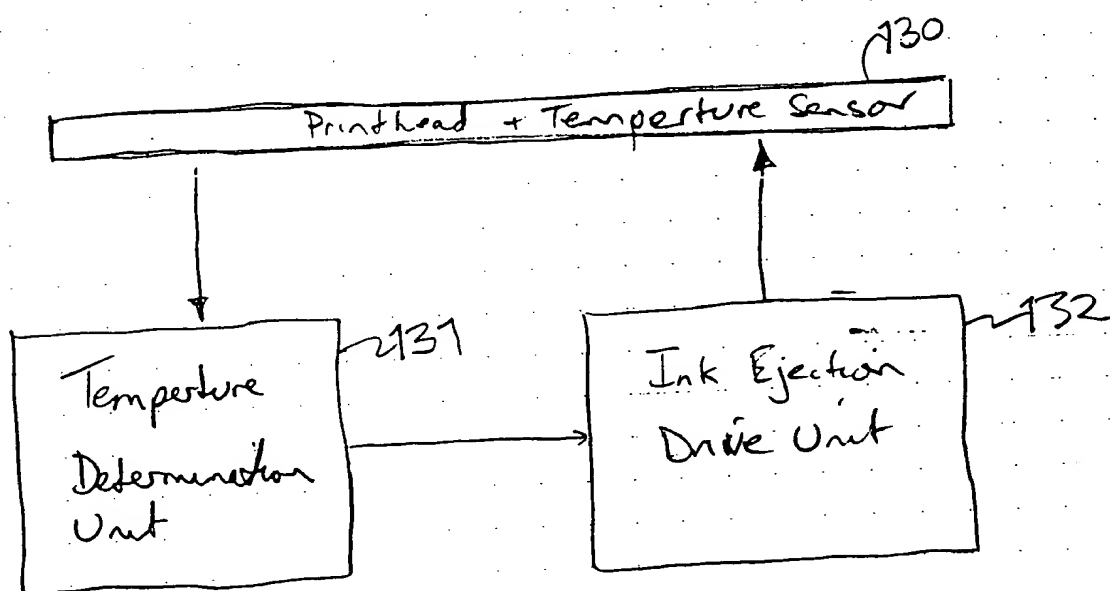 130
Printhead + Temperture Sensor
131
Temperture
Determination
Unit
132
Ink Ejection
Drive Unit